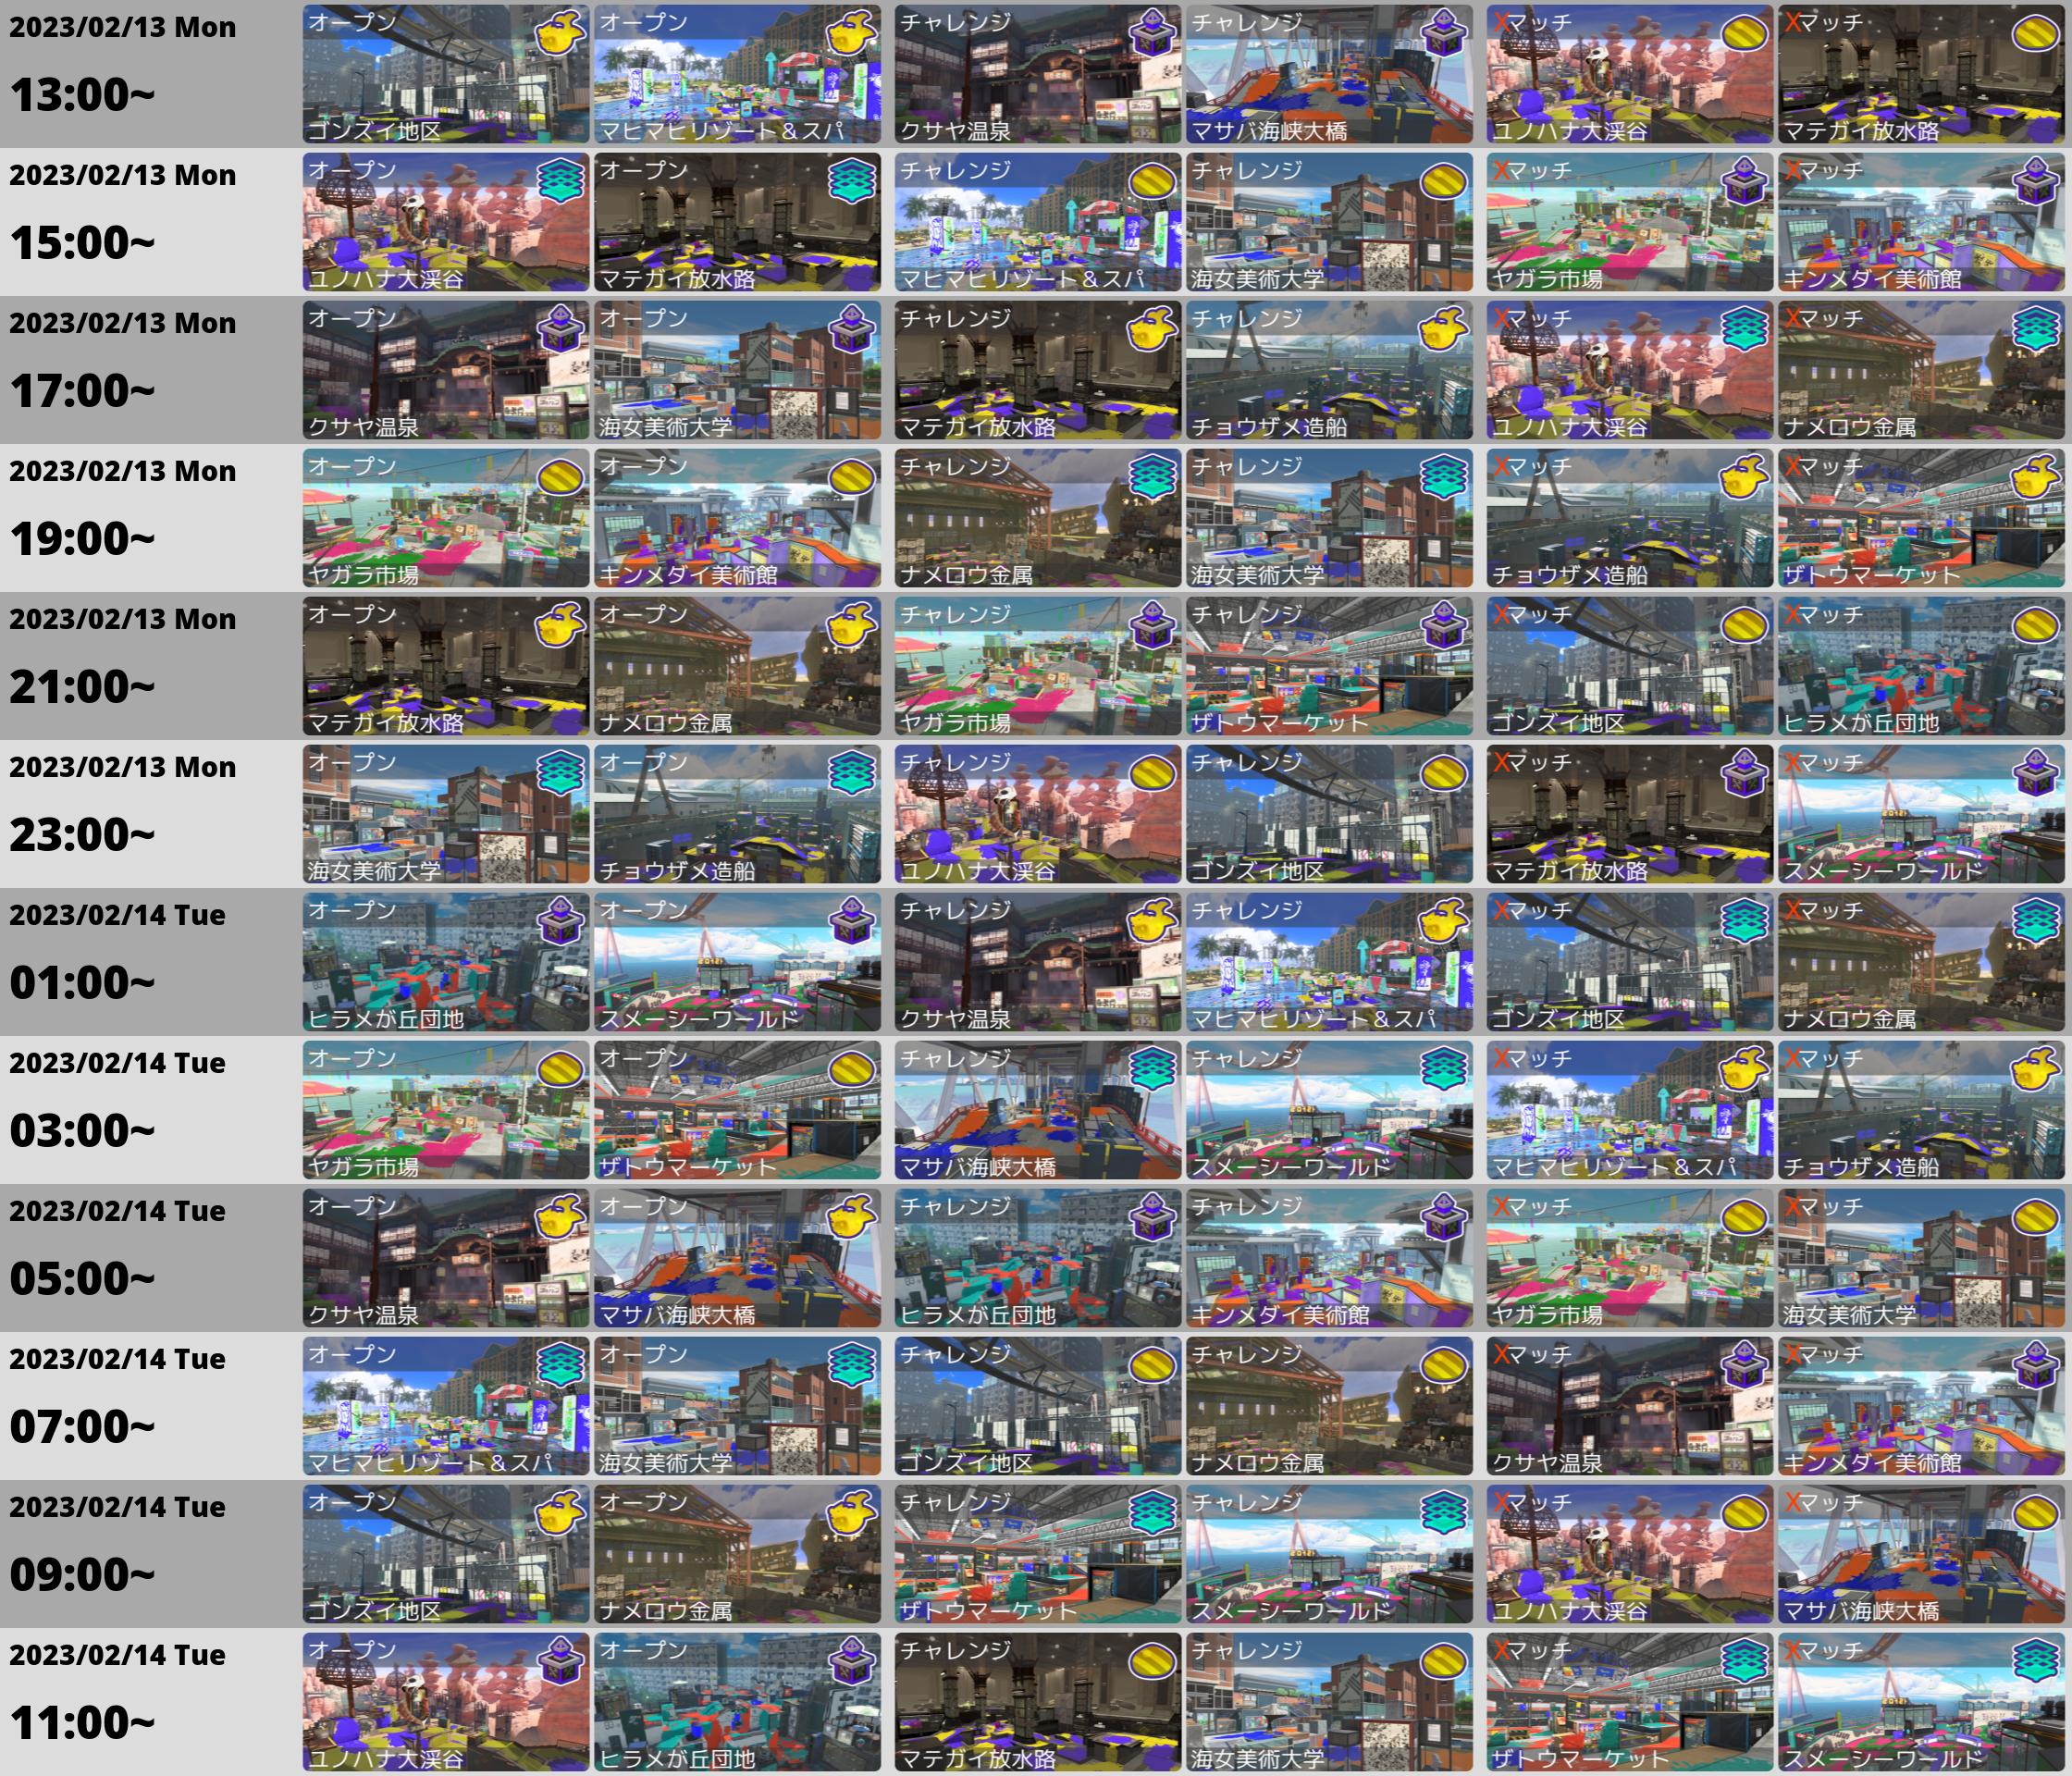 2023/02/13 Mon
13:00~
オープン オープン チャレンジ チャレンジ Xマッチ Xマッチ
ゴンズイ地区 マヒマヒリゾート&スパ クサヤ温泉 マサバ海峡大橋 ユノハナ大渓谷 マテガイ放水路
2023/02/13 Mon
15:00~
オープン オープン チャレンジ チャレンジ Xマッチ Xマッチ
ユノハナ大渓谷 マテガイ放水路 マヒマヒリゾート&スパ 海女美術大学 ヤガラ市場 キンメダイ美術館
2023/02/13 Mon
17:00~
オープン オープン チャレンジ チャレンジ Xマッチ Xマッチ
クサヤ温泉 海女美術大学 マテガイ放水路 チョウザメ造船 ユノハナ大渓谷 ナメロウ金属
2023/02/13 Mon
19:00~
オープン オープン チャレンジ チャレンジ Xマッチ Xマッチ
ヤガラ市場 キンメダイ美術館 ナメロウ金属 海女美術大学 チョウザメ造船 ザトウマーケット
2023/02/13 Mon
21:00~
オープン オープン チャレンジ チャレンジ Xマッチ Xマッチ
マテガイ放水路 ナメロウ金属 ヤガラ市場 ザトウマーケット ゴンズイ地区 ヒラメが丘団地
2023/02/13 Mon
23:00~
オープン オープン チャレンジ チャレンジ Xマッチ Xマッチ
海女美術大学 チョウザメ造船 ユノハナ大渓谷 ゴンズイ地区 マテガイ放水路 スメーシーワールド
2023/02/14 Tue
01:00~
オープン オープン チャレンジ チャレンジ Xマッチ Xマッチ
ヒラメが丘団地 スメーシーワールド クサヤ温泉 マヒマヒリゾート&スパ ゴンズイ地区 ナメロウ金属
2023/02/14 Tue
03:00~
オープン オープン チャレンジ チャレンジ Xマッチ Xマッチ
ヤガラ市場 ザトウマーケット マサバ海峡大橋 スメーシーワールド マヒマヒリゾート&スパ チョウザメ造船
2023/02/14 Tue
05:00~
オープン オープン チャレンジ チャレンジ Xマッチ Xマッチ
クサヤ温泉 マサバ海峡大橋 ヒラメが丘団地 キンメダイ美術館 ヤガラ市場 海女美術大学
2023/02/14 Tue
07:00~
オープン オープン チャレンジ チャレンジ Xマッチ Xマッチ
マヒマヒリゾート&スパ 海女美術大学 ゴンズイ地区 ナメロウ金属 クサヤ温泉 キンメダイ美術館
2023/02/14 Tue
09:00~
オープン オープン チャレンジ チャレンジ Xマッチ Xマッチ
ゴンズイ地区 ナメロウ金属 ザトウマーケット スメーシーワールド ユノハナ大渓谷 マサバ海峡大橋
2023/02/14 Tue
11:00~
オープン オープン チャレンジ チャレンジ Xマッチ Xマッチ
ユノハナ大渓谷 ヒラメが丘団地 マテガイ放水路 海女美術大学 ザトウマーケット スメーシーワールド